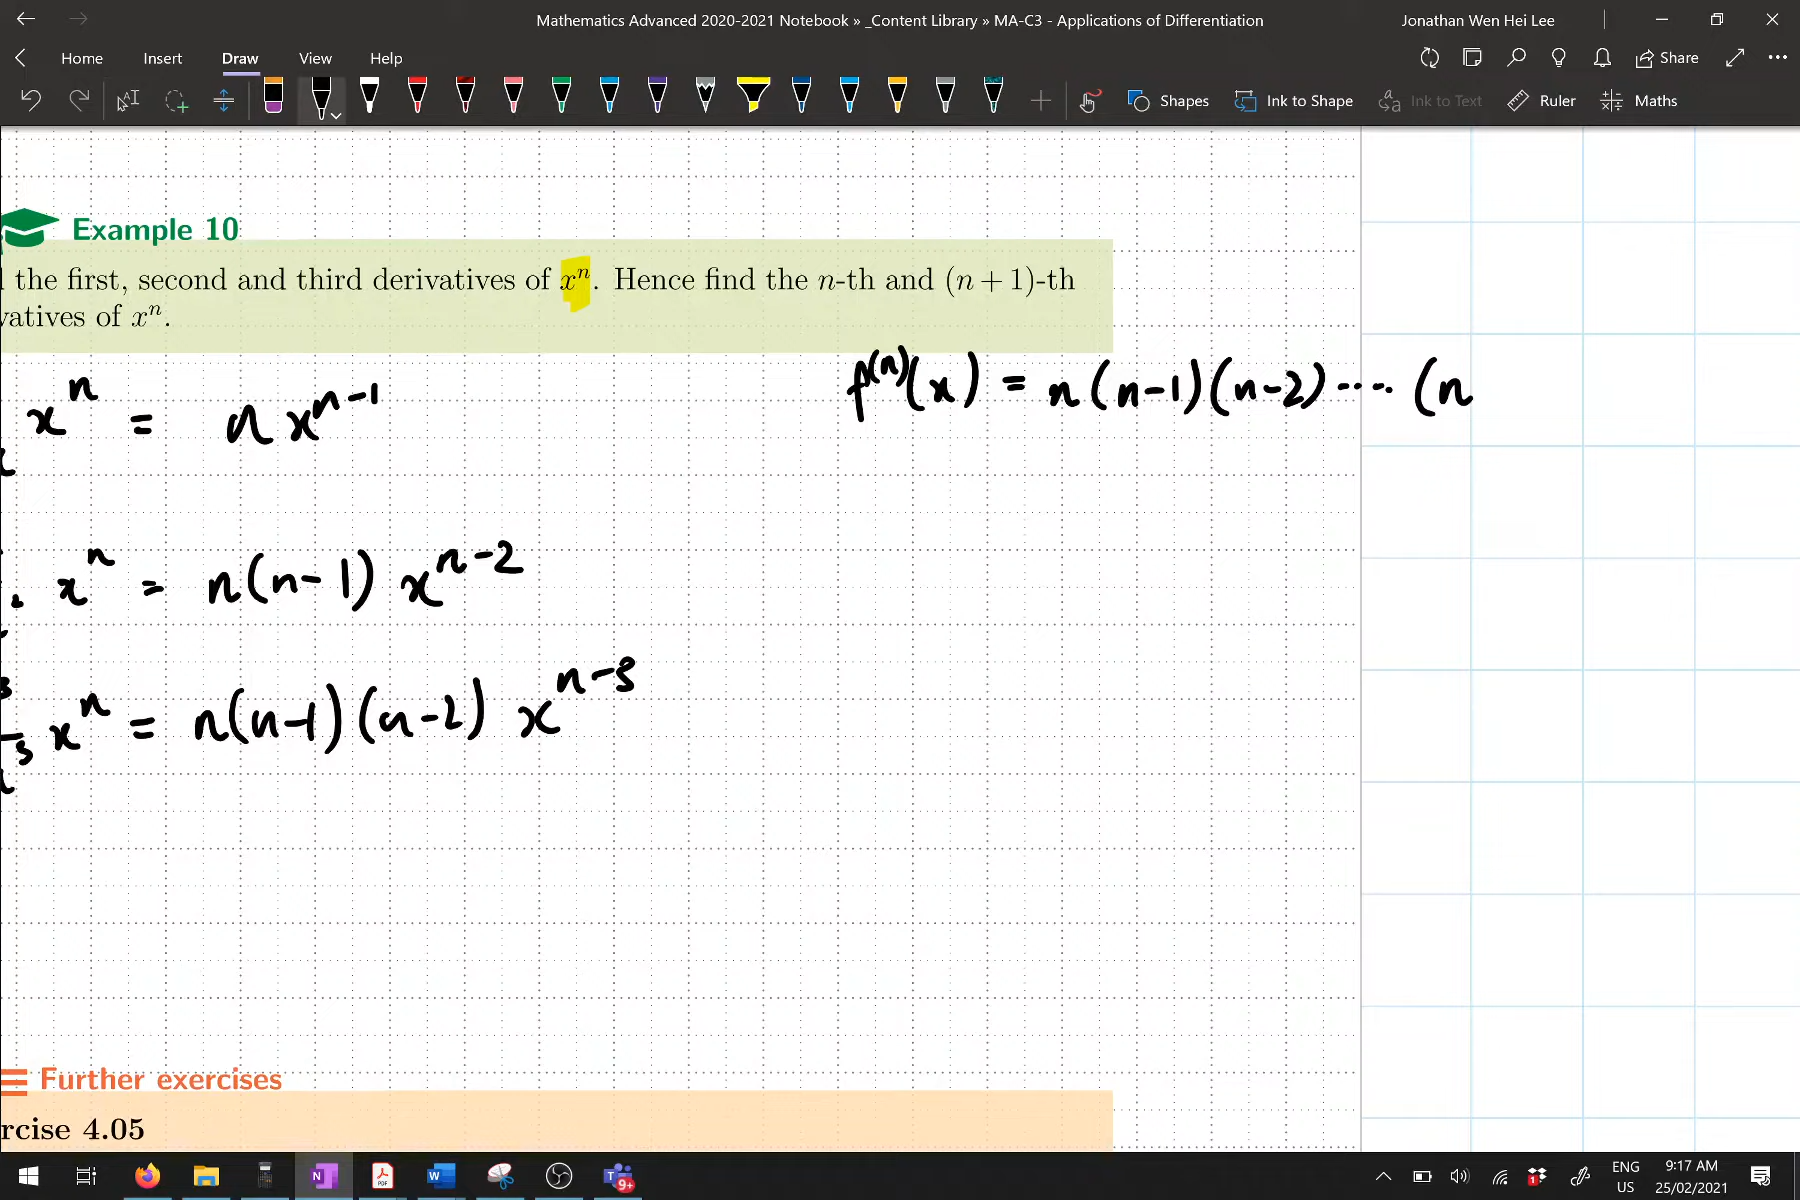 Mathematics Advanced 2020-2021 Notebook » _Content Library » MA-C3 - Applications of Differentiation
Jonathan Wen Hei Lee
Home Insert Draw View Help
Share
Shapes Ink to Shape Ink to Text Ruler Maths
Example 10
the first, second and third derivatives of xⁿ. Hence find the n-th and (n + 1)-th
vatives of xⁿ.
f⁽ⁿ⁾(x) = n(n-1)(n-2)···· (n
xⁿ = n xⁿ⁻¹
xⁿ = n(n-1) xⁿ⁻²
xⁿ = n(n-1)(n-2) xⁿ⁻³
Further exercises
rcise 4.05
ENG
US
9:17 AM
25/02/2021